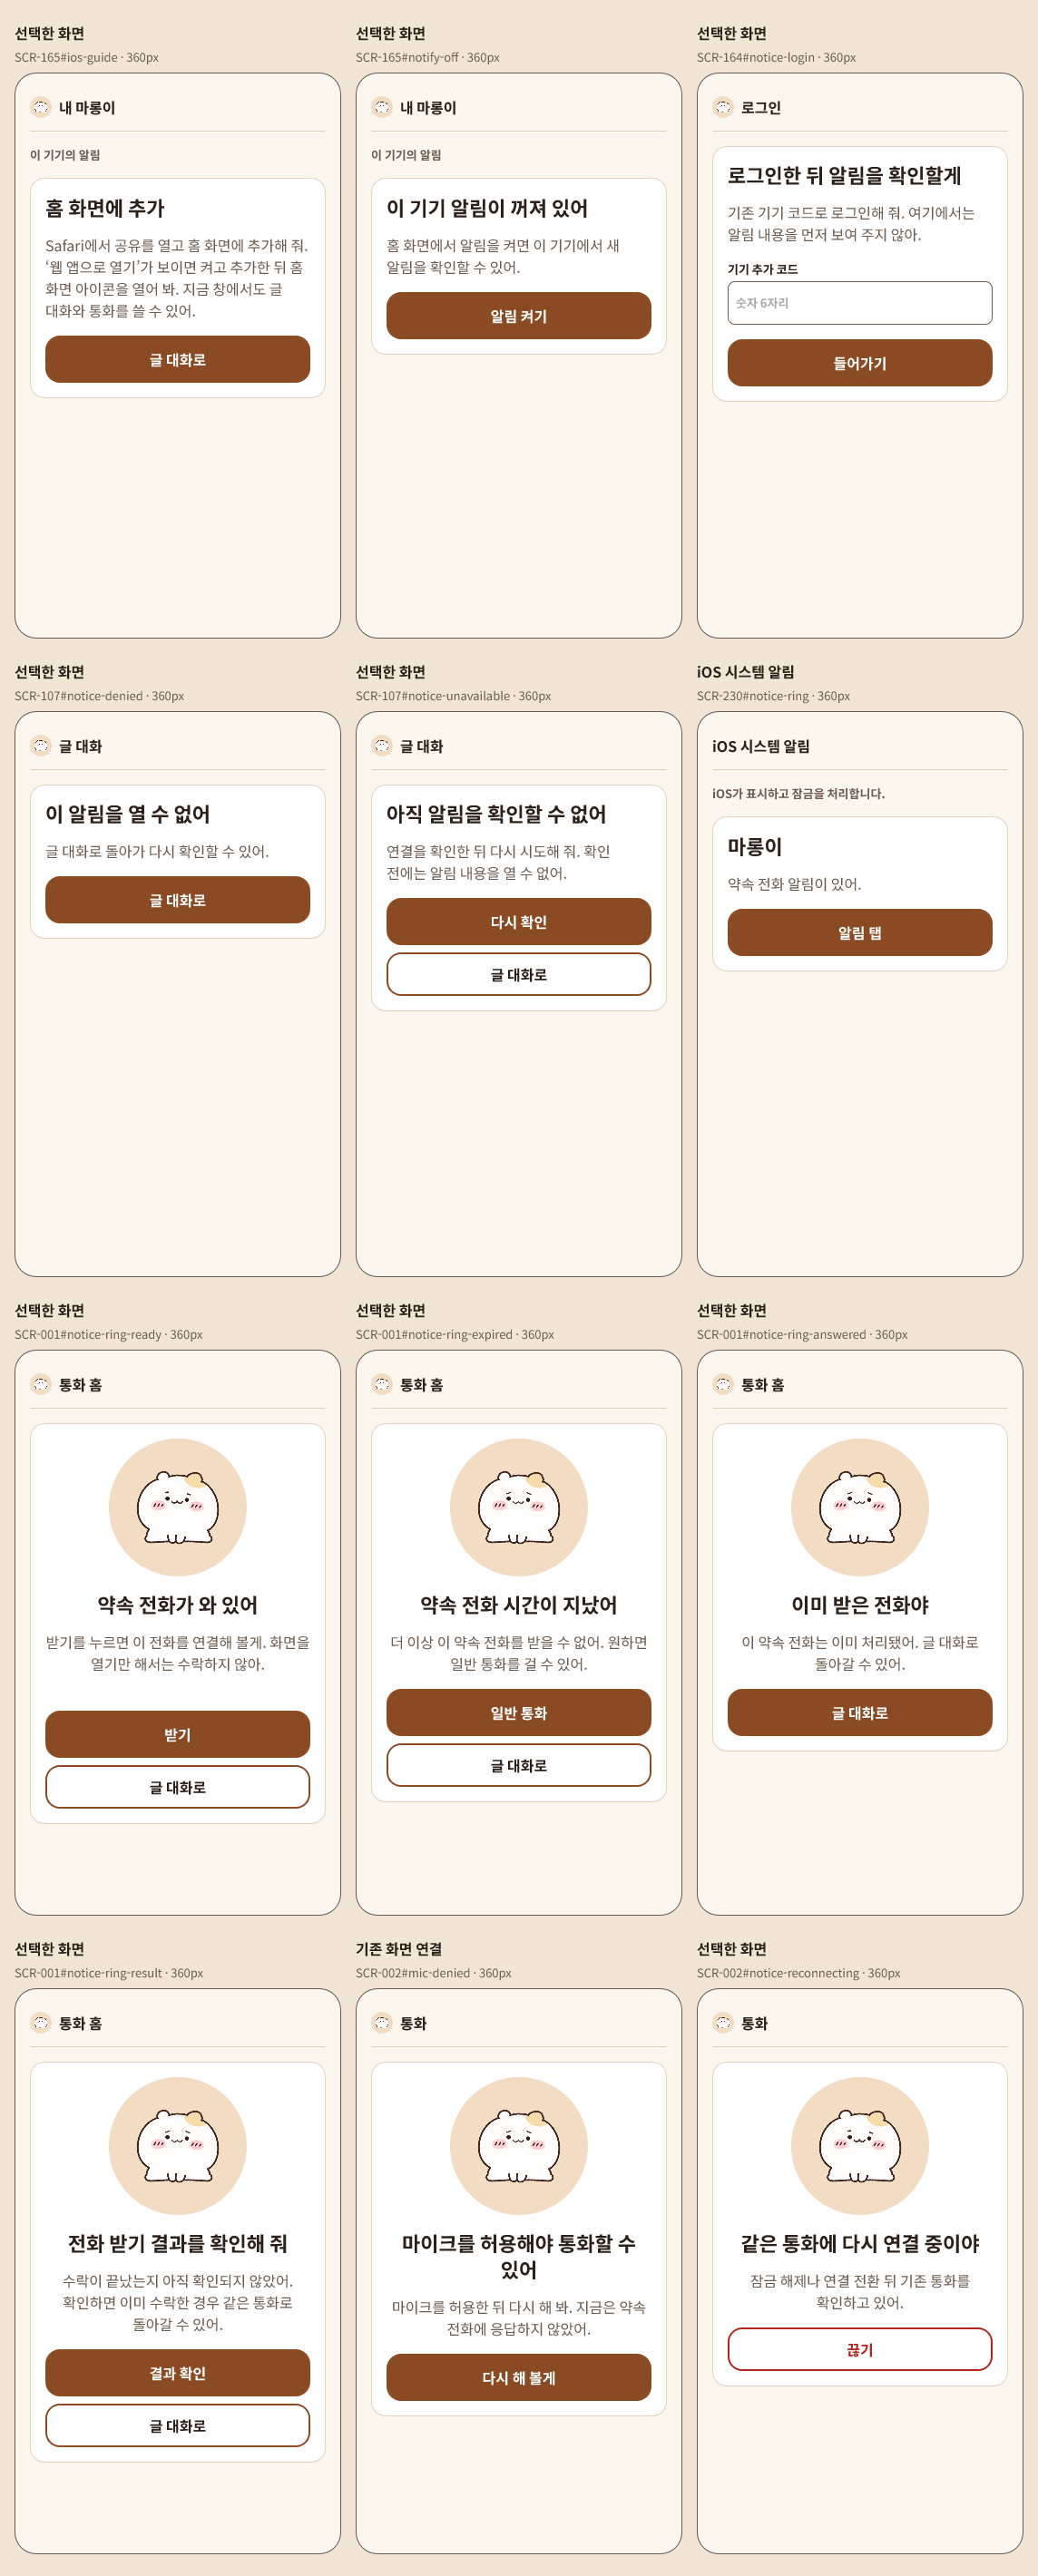 선택한 화면
SCR-165#ios-guide · 360px
내 마롱이
이 기기의 알림
홈 화면에 추가
Safari에서 공유를 열고 홈 화면에 추가해 줘.
‘웹 앱으로 열기’가 보이면 켜고 추가한 뒤 홈
화면 아이콘을 열어 봐. 지금 창에서도 글
대화와 통화를 쓸 수 있어.
글 대화로
선택한 화면
SCR-165#notify-off · 360px
내 마롱이
이 기기의 알림
이 기기 알림이 꺼져 있어
홈 화면에서 알림을 켜면 이 기기에서 새
알림을 확인할 수 있어.
알림 켜기
선택한 화면
SCR-164#notice-login · 360px
로그인
로그인한 뒤 알림을 확인할게
기존 기기 코드로 로그인해 줘. 여기에서는
알림 내용을 먼저 보여 주지 않아.
기기 추가 코드
숫자 6자리
들어가기
선택한 화면
SCR-107#notice-denied · 360px
글 대화
이 알림을 열 수 없어
글 대화로 돌아가 다시 확인할 수 있어.
글 대화로
선택한 화면
SCR-107#notice-unavailable · 360px
글 대화
아직 알림을 확인할 수 없어
연결을 확인한 뒤 다시 시도해 줘. 확인
전에는 알림 내용을 열 수 없어.
다시 확인
글 대화로
iOS 시스템 알림
SCR-230#notice-ring · 360px
iOS 시스템 알림
iOS가 표시하고 잠금을 처리합니다.
마롱이
약속 전화 알림이 있어.
알림 탭
선택한 화면
SCR-001#notice-ring-ready · 360px
통화 홈
약속 전화가 와 있어
받기를 누르면 이 전화를 연결해 볼게. 화면을
열기만 해서는 수락하지 않아.
받기
글 대화로
선택한 화면
SCR-001#notice-ring-expired · 360px
통화 홈
약속 전화 시간이 지났어
더 이상 이 약속 전화를 받을 수 없어. 원하면
일반 통화를 걸 수 있어.
일반 통화
글 대화로
선택한 화면
SCR-001#notice-ring-answered · 360px
통화 홈
이미 받은 전화야
이 약속 전화는 이미 처리됐어. 글 대화로
돌아갈 수 있어.
글 대화로
선택한 화면
SCR-001#notice-ring-result · 360px
통화 홈
전화 받기 결과를 확인해 줘
수락이 끝났는지 아직 확인되지 않았어.
확인하면 이미 수락한 경우 같은 통화로
돌아갈 수 있어.
결과 확인
글 대화로
기존 화면 연결
SCR-002#mic-denied · 360px
통화
마이크를 허용해야 통화할 수
있어
마이크를 허용한 뒤 다시 해 봐. 지금은 약속
전화에 응답하지 않았어.
다시 해 볼게
선택한 화면
SCR-002#notice-reconnecting · 360px
통화
같은 통화에 다시 연결 중이야
잠금 해제나 연결 전환 뒤 기존 통화를
확인하고 있어.
끊기